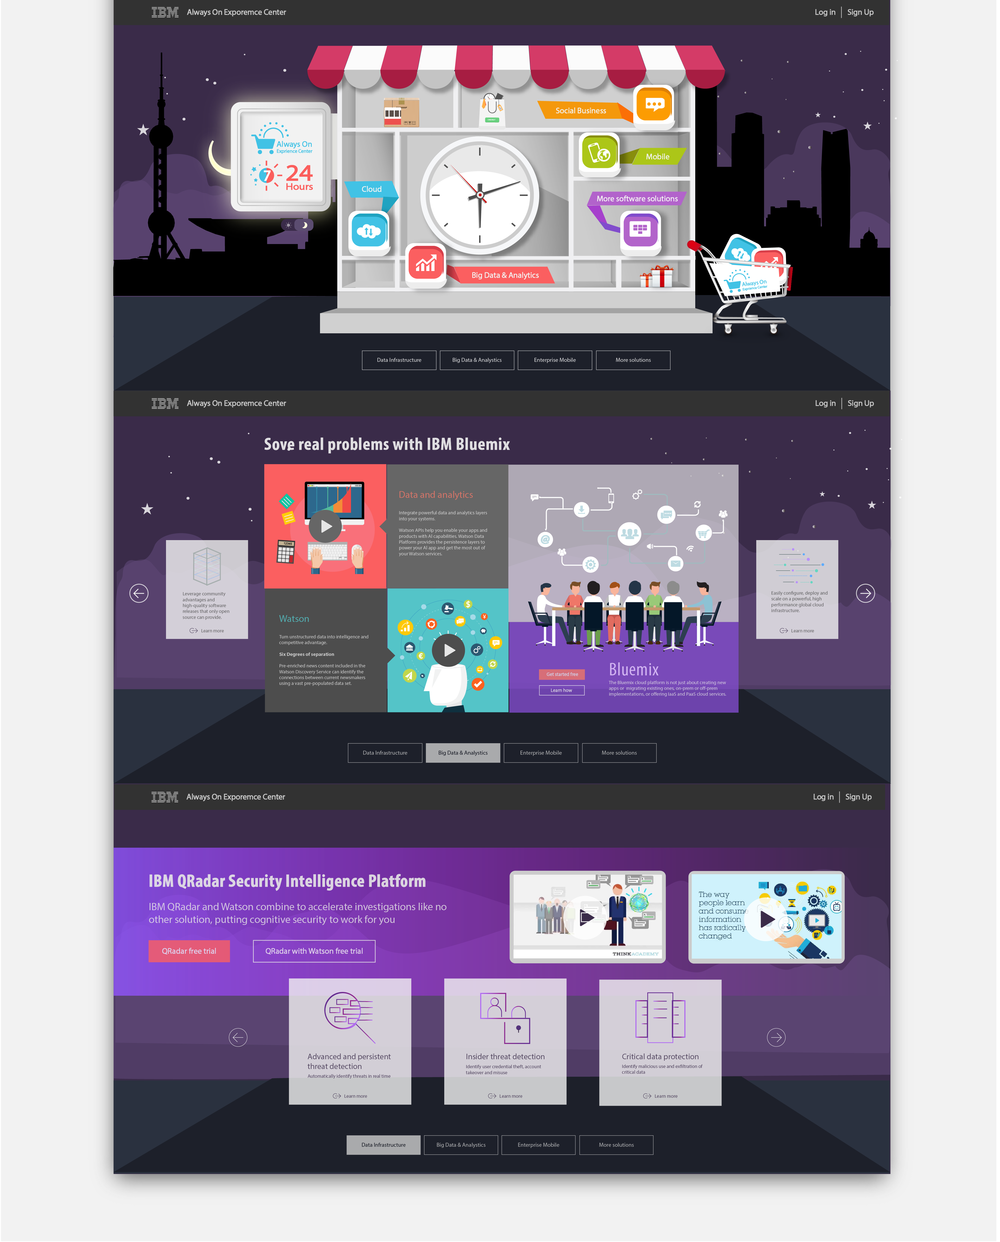 IBM Always On Exporemce Center Log in Sign Up
Social Business
Always On
Exprience Center
7-24
Hours
Mobile
Cloud
More software solutions
Big Data & Analytics
Always On
Exprience Center
Data Infrastructure Big Data & Analystics Enterprise Mobile More solutions
IBM Always On Exporemce Center Log in Sign Up
Sove real problems with IBM Bluemix
Data and analytics
Integrate powerful data and analytics layers
into your systems.
Watson APIs help you enable your apps and
products with AI capabilities. Watson Data
Platform provides the persistence layers to
power your AI app and get the most out of
your Watson services.
Leverage community
advantages and
high-quality software
releases that only open
source can provide.
Learn more
Easily configure, deploy and
scale on a powerful, high
performance global cloud
infrastructure.
Learn more
Watson
Turn unstructured data into intelligence and
competitive advantage.
Six Degrees of separation
Pre-enriched news content included in the
Watson Discovery Service can identify the
connections between current newsmakers
using a vast pre-populated data set.
Bluemix
Get started free
Learn how
The Bluemix cloud platform is not just about creating new
apps or migrating existing ones, on-prem or off-prem
implementations, or offering IaaS and PaaS cloud services.
Data Infrastructure Big Data & Analystics Enterprise Mobile More solutions
IBM Always On Exporemce Center Log in Sign Up
IBM QRadar Security Intelligence Platform
IBM QRadar and Watson combine to accelerate investigations like no
other solution, putting cognitive security to work for you
QRadar free trial QRadar with Watson free trial
THINKACADEMY
The way
people learn
and consume
information
has radically
changed
Advanced and persistent
threat detection
Automatically identify threats in real time
Learn more
Insider threat detection
Identify user credential theft, account
takeover and misuse
Learn more
Critical data protection
Identify malicious use and exfiltration of
critical data
Learn more
Data Infrastructure Big Data & Analystics Enterprise Mobile More solutions